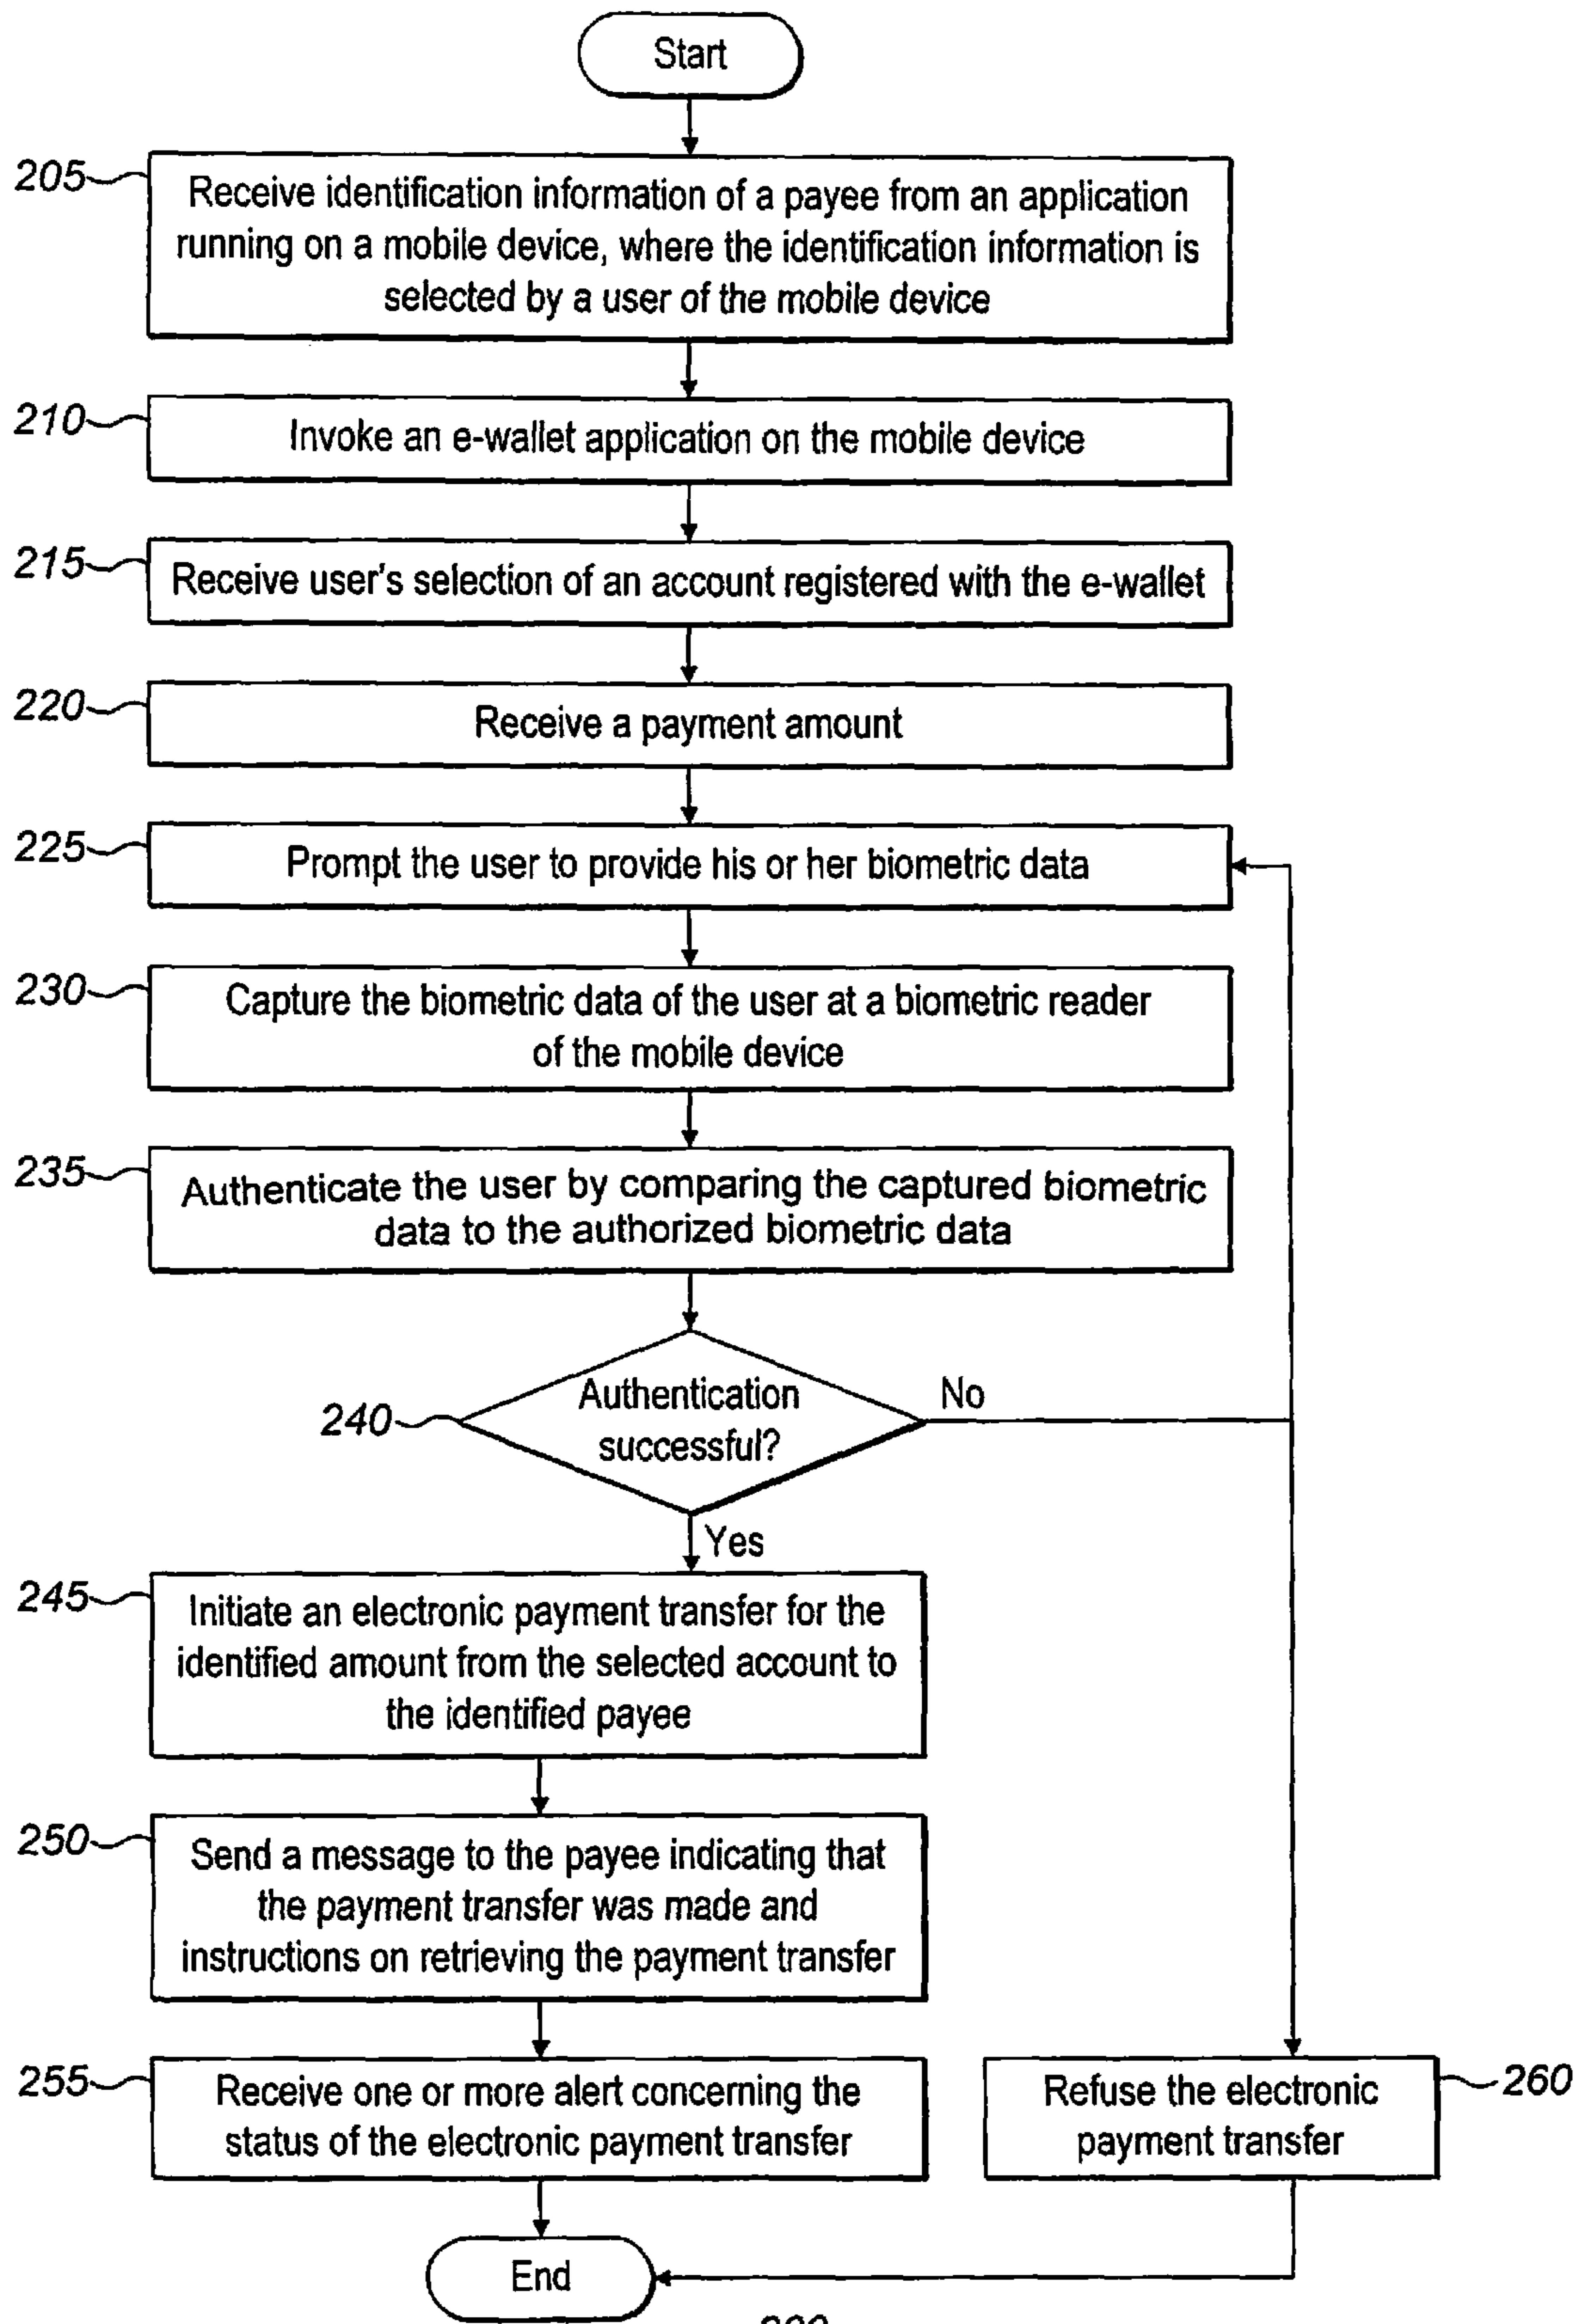 Start
205
Receive identification information of a payee from an application
running on a mobile device, where the identification information is
selected by a user of the mobile device
210
Invoke an e-wallet application on the mobile device
215
Receive user's selection of an account registered with the e-wallet
220
Receive a payment amount
225
Prompt the user to provide his or her biometric data
230
Capture the biometric data of the user at a biometric reader
of the mobile device
235
Authenticate the user by comparing the captured biometric
data to the authorized biometric data
240
Authentication
successful?
No
Yes
245
Initiate an electronic payment transfer for the
identified amount from the selected account to
the identified payee
250
Send a message to the payee indicating that
the payment transfer was made and
instructions on retrieving the payment transfer
255
Receive one or more alert concerning the
status of the electronic payment transfer
Refuse the electronic
payment transfer
260
End